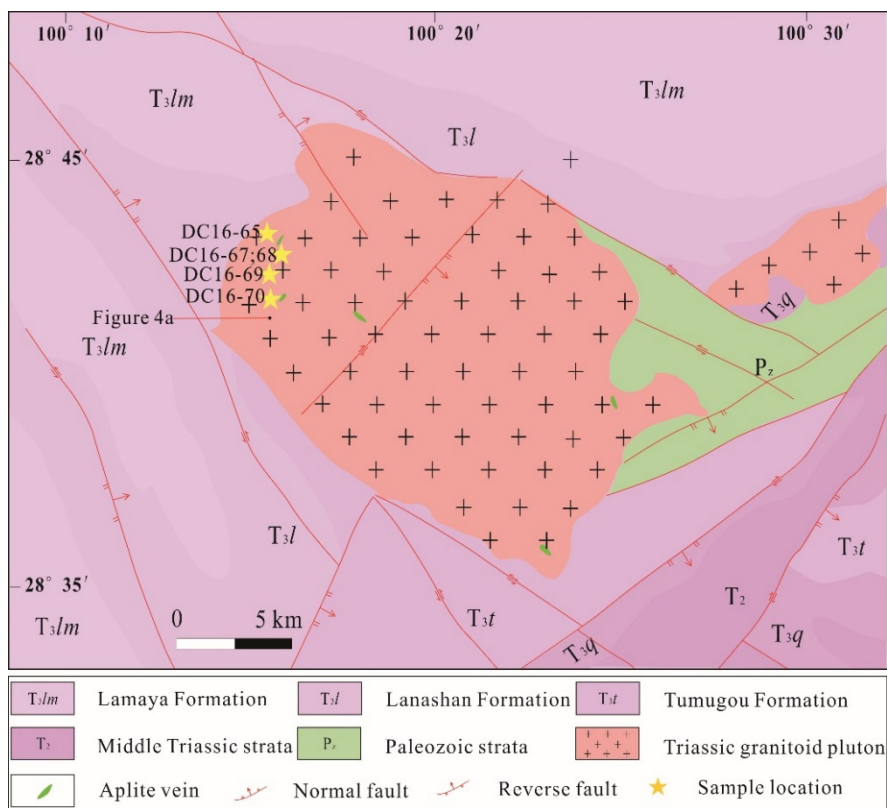 100° 10′ 100° 20′ 100° 30′
T₃lm
T₃lm
T₃l
28° 45′
DC16-65
DC16-67;68
DC16-69
DC16-70
Figure 4a
T₃q
T₃lm
P_z
T₃l
T₃t
28° 35′
T₂
0 5 km
T₃t
T₃lm
T₃q
T₃q
T₃lm Lamaya Formation T₃l Lanashan Formation T₃t Tumugou Formation
T₂ Middle Triassic strata P_z Paleozoic strata Triassic granitoid pluton
Aplite vein Normal fault Reverse fault Sample location